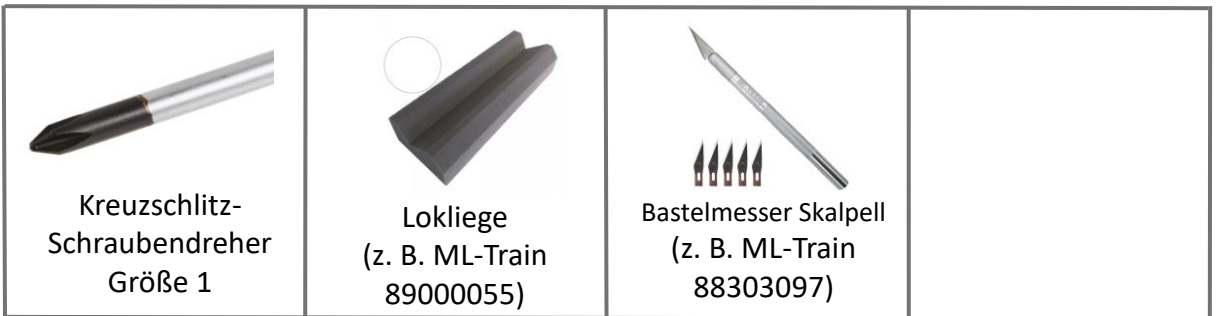 Kreuzschlitz-
Schraubendreher
Größe 1
Lokliege
(z. B. ML-Train
89000055)
Bastelmesser Skalpell
(z. B. ML-Train
88303097)